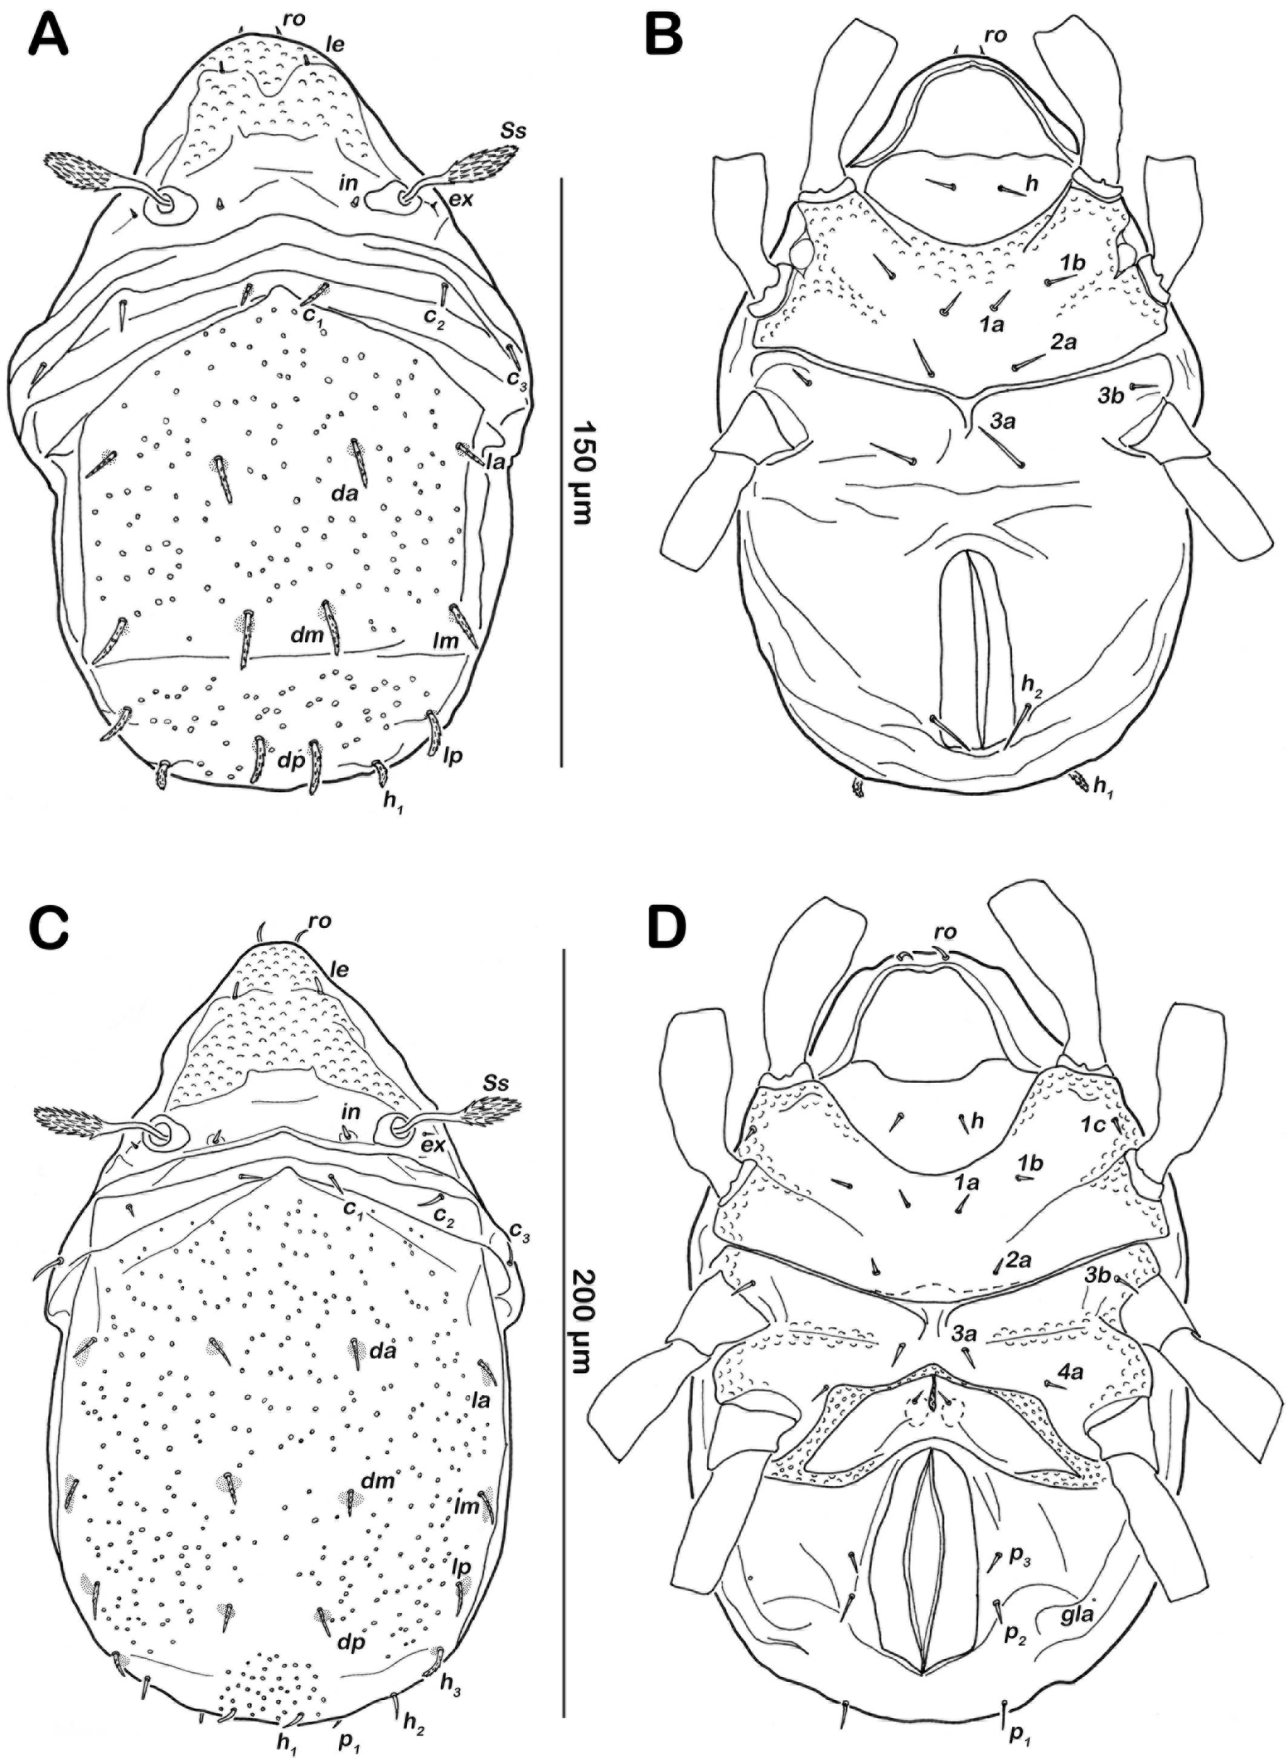 A
ro
le
Ss
in
ex
c1
c2
c3
la
da
dm
lm
dp
lp
h1
150 µm
B
ro
h
1b
1a
2a
3b
3a
h2
h1
C
ro
le
Ss
in
ex
c1
c2
c3
da
la
dm
lm
lp
dp
h3
h2
h1
p1
200 µm
D
ro
h
1c
1b
1a
2a
3b
3a
4a
p3
gla
p2
p1